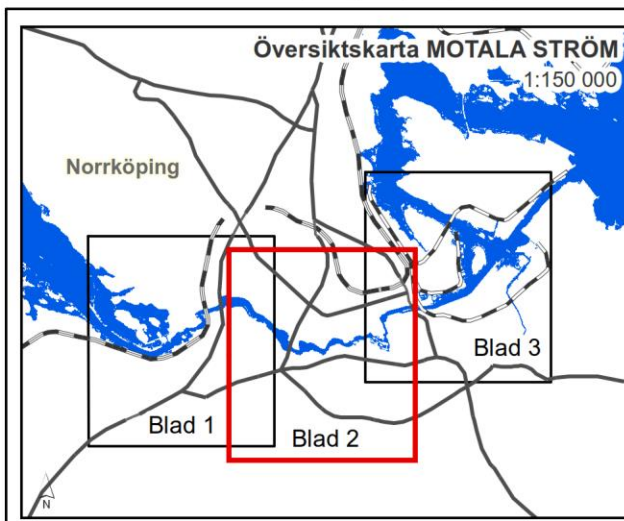 Översiktskarta MOTALA STRÖM
1:150 000
Norrköping
Blad 3
Blad 1
Blad 2
N